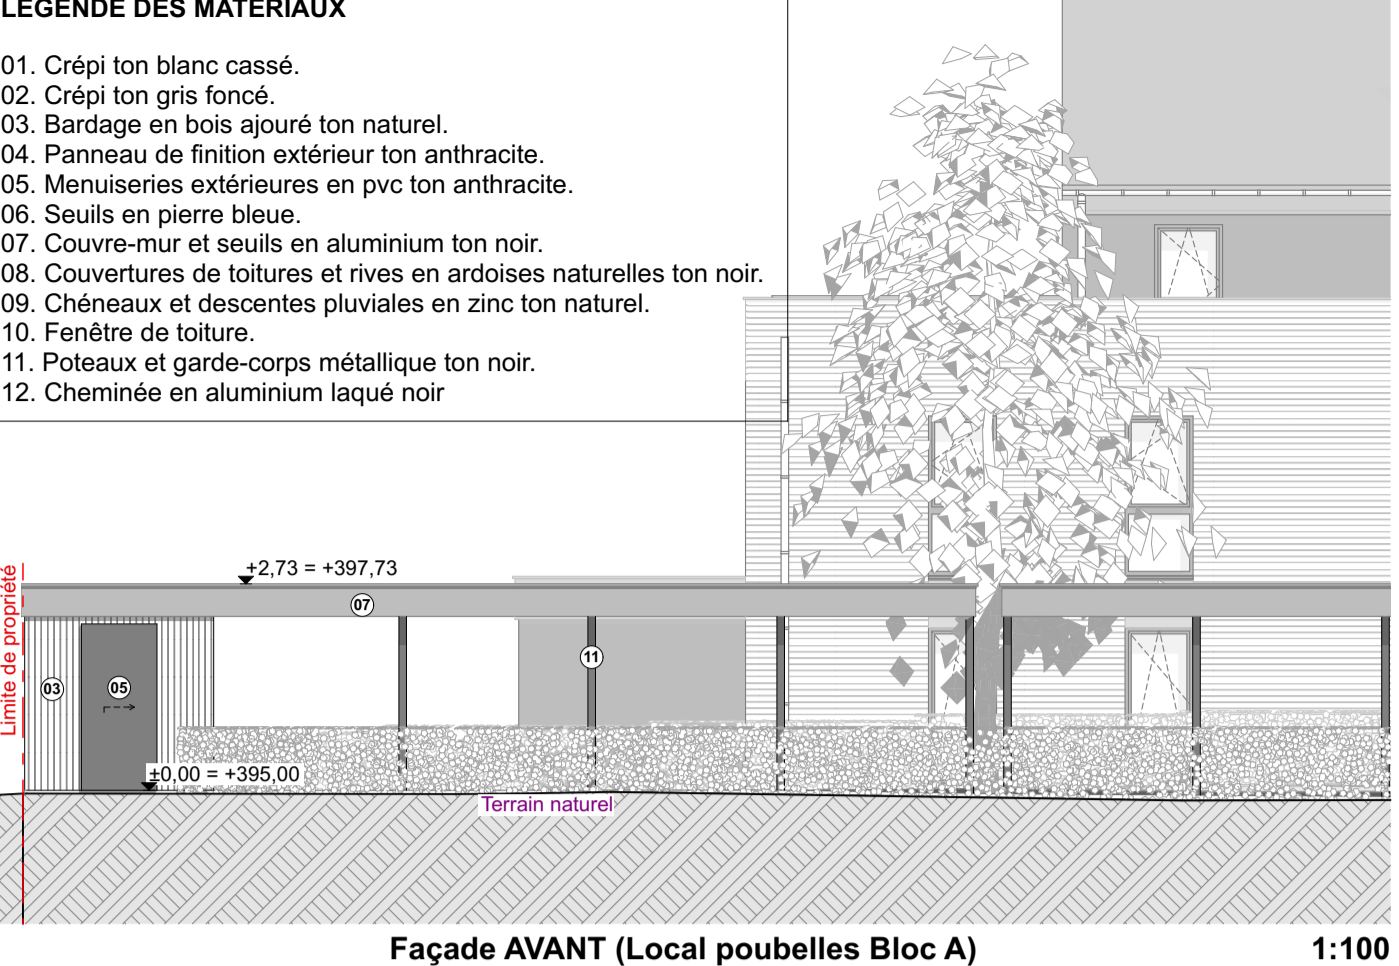 LEGENDE DES MATERIAUX
01. Crépi ton blanc cassé.
02. Crépi ton gris foncé.
03. Bardage en bois ajouré ton naturel.
04. Panneau de finition extérieur ton anthracite.
05. Menuiseries extérieures en pvc ton anthracite.
06. Seuils en pierre bleue.
07. Couvre-mur et seuils en aluminium ton noir.
08. Couvertures de toitures et rives en ardoises naturelles ton noir.
09. Chéneaux et descentes pluviales en zinc ton naturel.
10. Fenêtre de toiture.
11. Poteaux et garde-corps métallique ton noir.
12. Cheminée en aluminium laqué noir
Limite de propriété
+2,73 = +397,73
07
11
03
05
±0,00 = +395,00
Terrain naturel
Façade AVANT (Local poubelles Bloc A)
1:100